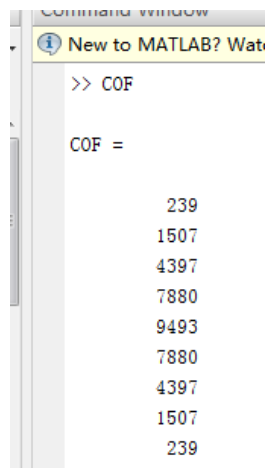 Command Window
New to MATLAB? Wat
>> COF
COF =
239
1507
4397
7880
9493
7880
4397
1507
239